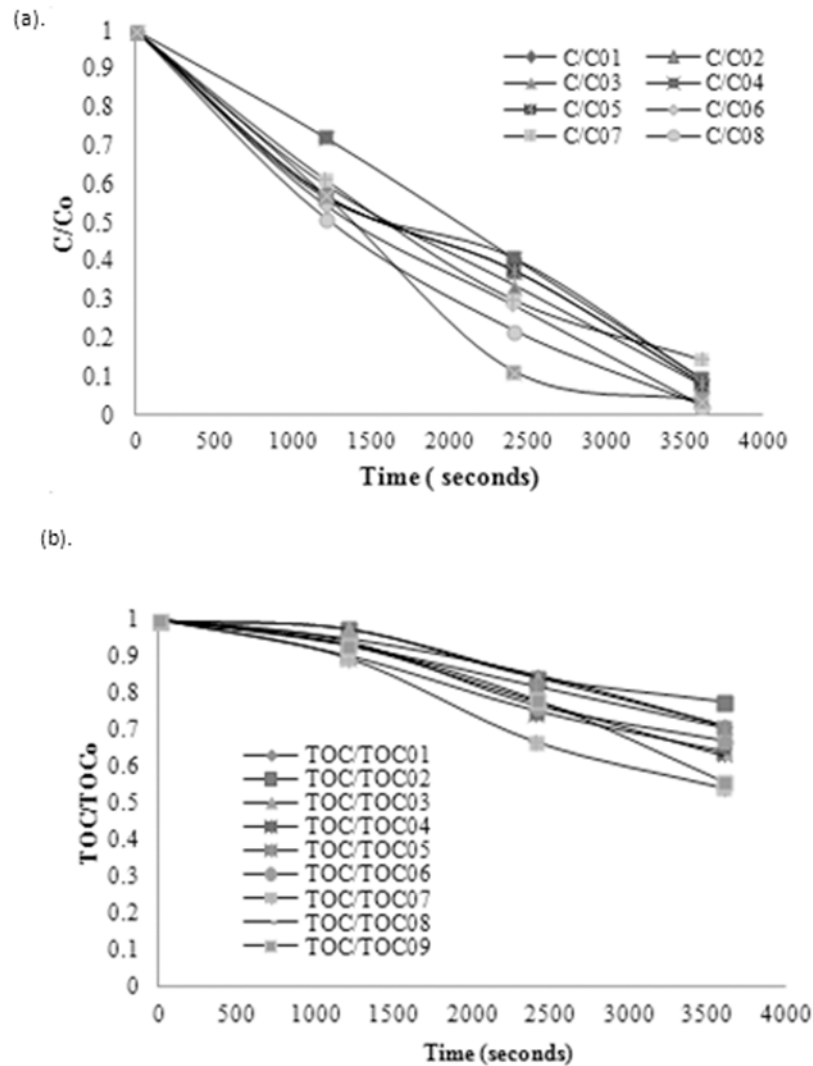 (a).
1
0.9
0.8
0.7
0.6
0.5
0.4
0.3
0.2
0.1
0
C/Co
C/C01 C/C02
C/C03 C/C04
C/C05 C/C06
C/C07 C/C08
0 500 1000 1500 2000 2500 3000 3500 4000
Time ( seconds)
(b).
1
0.9
0.8
0.7
0.6
0.5
0.4
0.3
0.2
0.1
0
TOC/TOCo
TOC/TOC01
TOC/TOC02
TOC/TOC03
TOC/TOC04
TOC/TOC05
TOC/TOC06
TOC/TOC07
TOC/TOC08
TOC/TOC09
0 500 1000 1500 2000 2500 3000 3500 4000
Time (seconds)